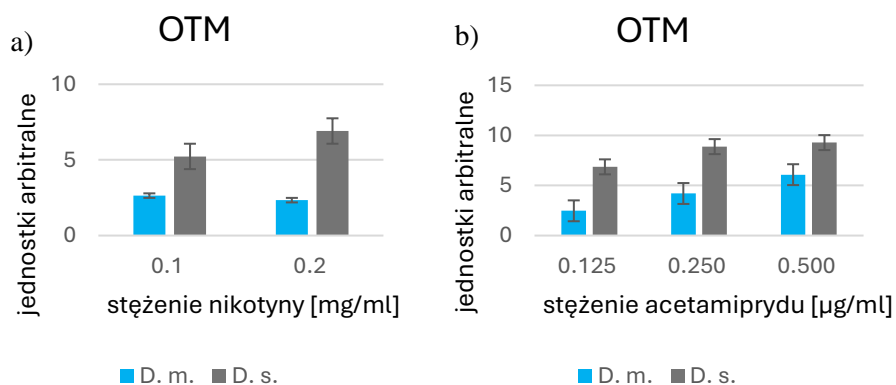 a)
OTM
jednostki arbitralne
10
5
0
0.1
0.2
stężenie nikotyny [mg/ml]
D. m.
D. s.
b)
OTM
jednostki arbitralne
15
10
5
0
0.125
0.250
0.500
stężenie acetamiprydu [µg/ml]
D. m.
D. s.